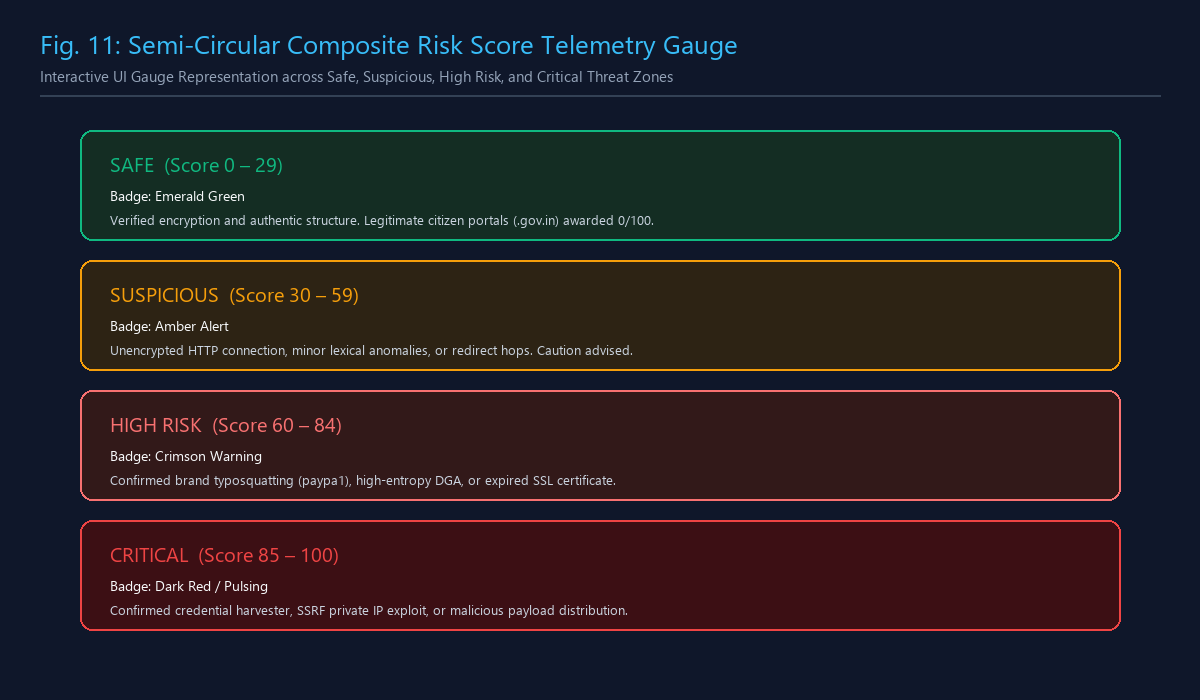 Fig. 11: Semi-Circular Composite Risk Score Telemetry Gauge
Interactive UI Gauge Representation across Safe, Suspicious, High Risk, and Critical Threat Zones
SAFE (Score 0 – 29)
Badge: Emerald Green
Verified encryption and authentic structure. Legitimate citizen portals (.gov.in) awarded 0/100.
SUSPICIOUS (Score 30 – 59)
Badge: Amber Alert
Unencrypted HTTP connection, minor lexical anomalies, or redirect hops. Caution advised.
HIGH RISK (Score 60 – 84)
Badge: Crimson Warning
Confirmed brand typosquatting (paypa1), high-entropy DGA, or expired SSL certificate.
CRITICAL (Score 85 – 100)
Badge: Dark Red / Pulsing
Confirmed credential harvester, SSRF private IP exploit, or malicious payload distribution.